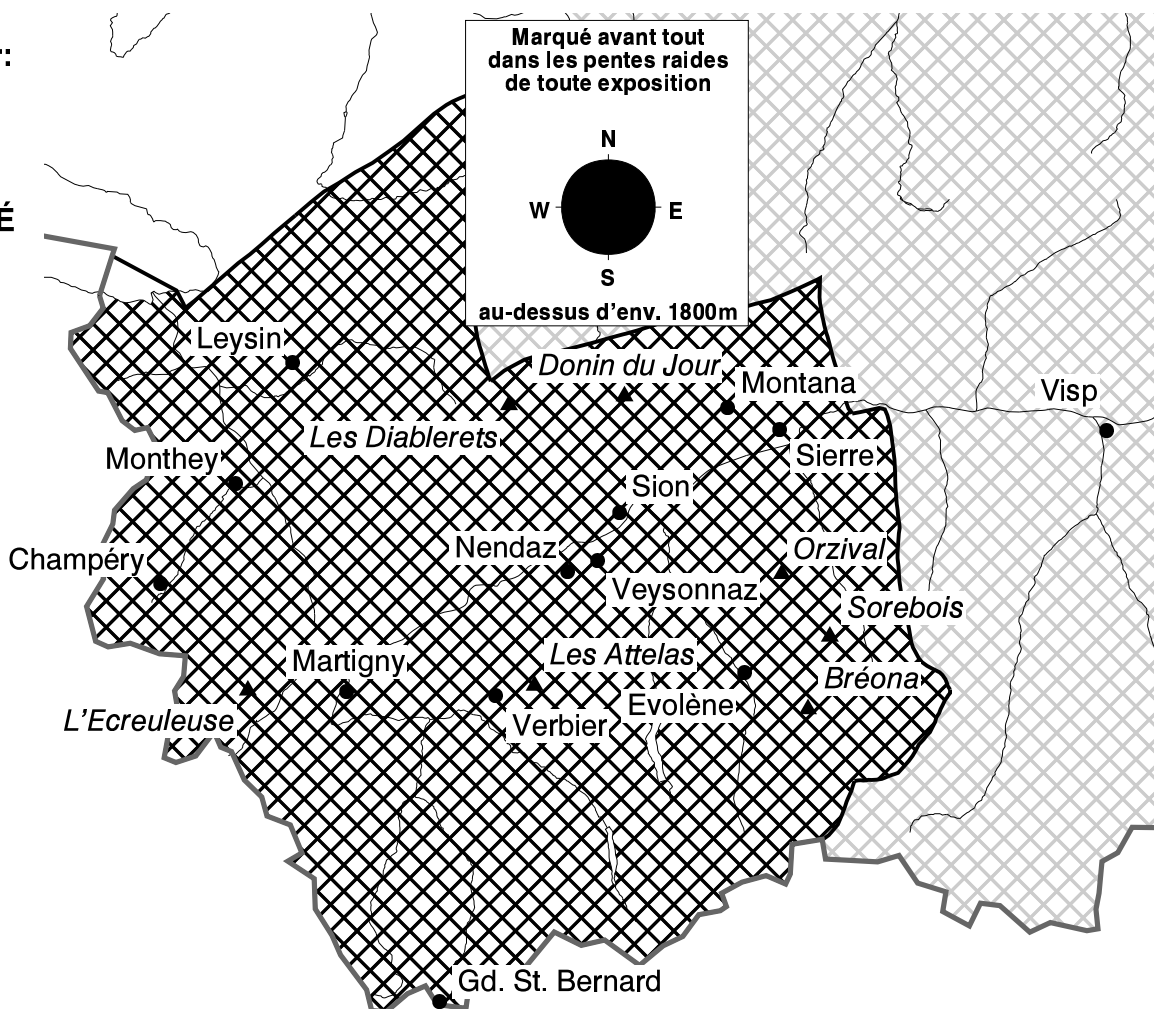 r:
É
Marqué avant tout
dans les pentes raides
de toute exposition
N
W
E
S
au-dessus d'env. 1800m
Leysin
Donin du Jour
Montana
Visp
Les Diablerets
Sierre
Monthey
Sion
Champéry
Nendaz
Orzival
Veysonnaz
Sorebois
Martigny
Les Attelas
Bréona
L'Ecreuleuse
Verbier
Evolène
Gd. St. Bernard